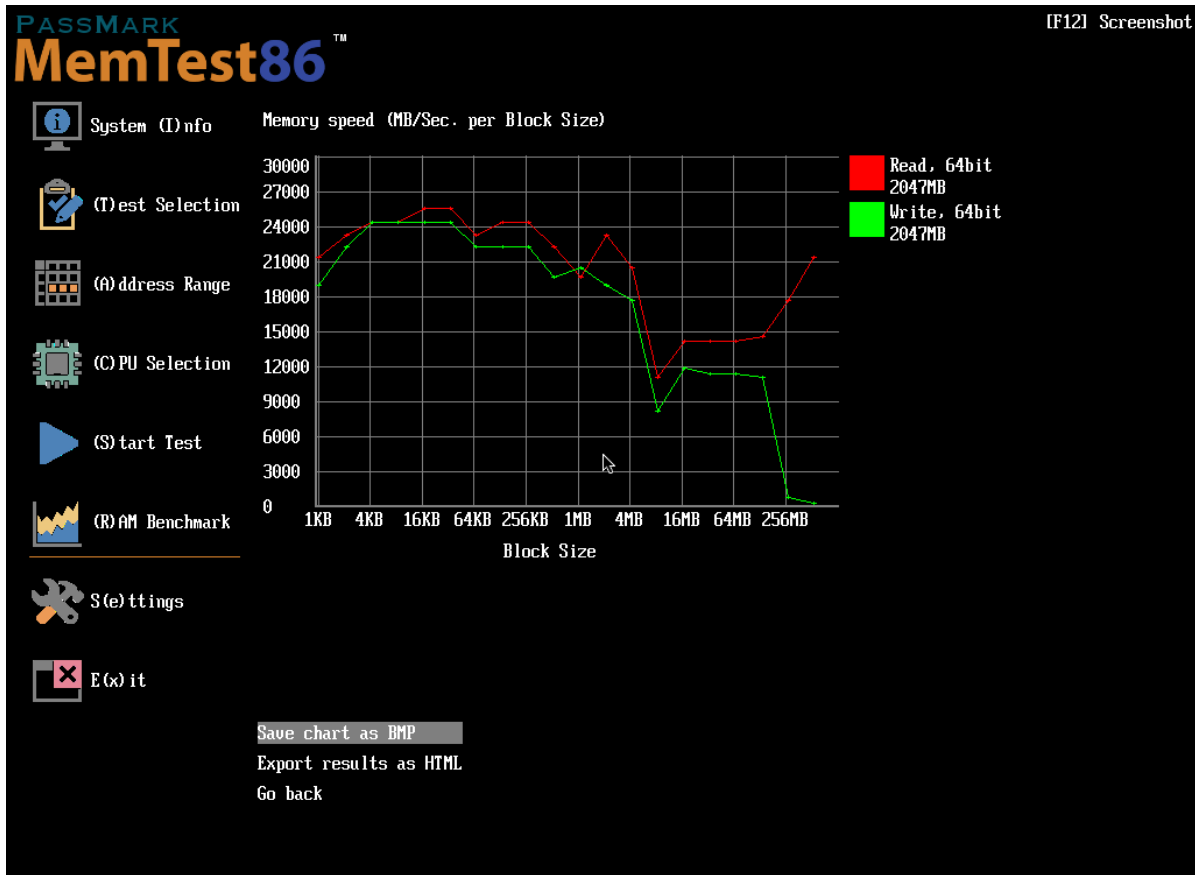 PASSMARK
MemTest86™
[F12] Screenshot
System (I)nfo
(T)est Selection
(A)ddress Range
(C)PU Selection
(S)tart Test
(R)AM Benchmark
S(e)ttings
E(x)it
Memory speed (MB/Sec. per Block Size)
30000
27000
24000
21000
18000
15000
12000
9000
6000
3000
0
1KB 4KB 16KB 64KB 256KB 1MB 4MB 16MB 64MB 256MB
Block Size
Read, 64bit
2047MB
Write, 64bit
2047MB
Save chart as BMP
Export results as HTML
Go back